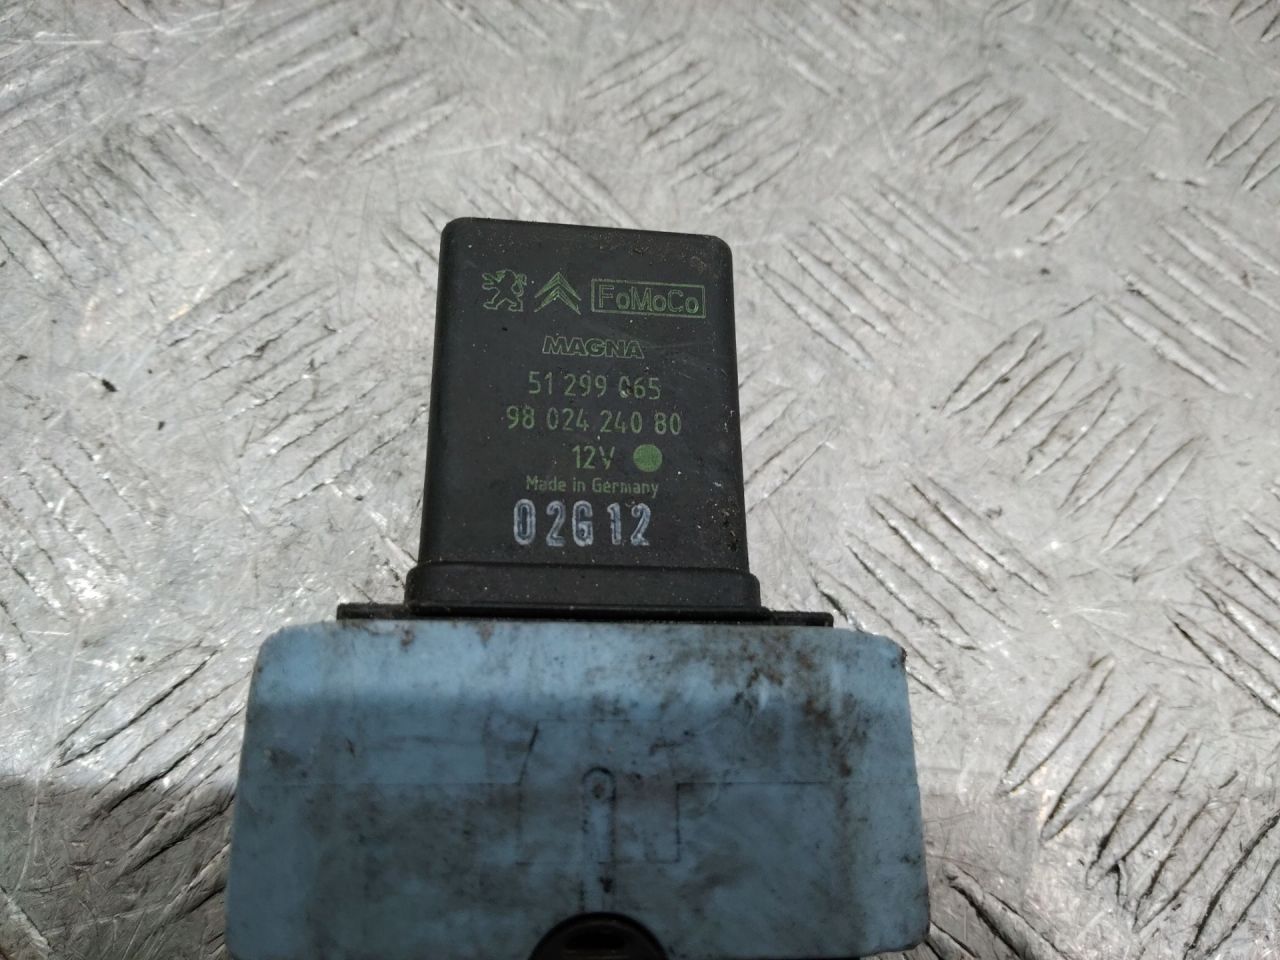 FoMoCo
MAGNA
51 299 065
98 024 240 80
12V
Made in Germany
02G12